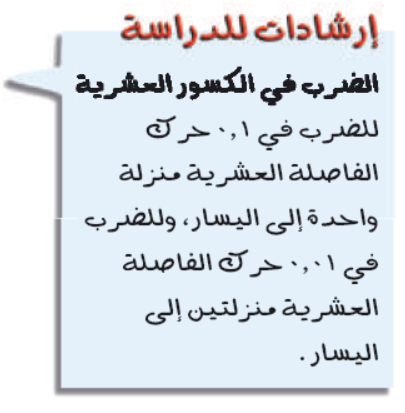 إرشادات للدراسة
الضرب في الكسور العشرية
للضرب في ٠,١ حرك
الفاصلة العشرية منزلة
واحدة إلى اليسار، وللضرب
في ٠,٠١ حرك الفاصلة
العشرية منزلتين إلى
اليسار.